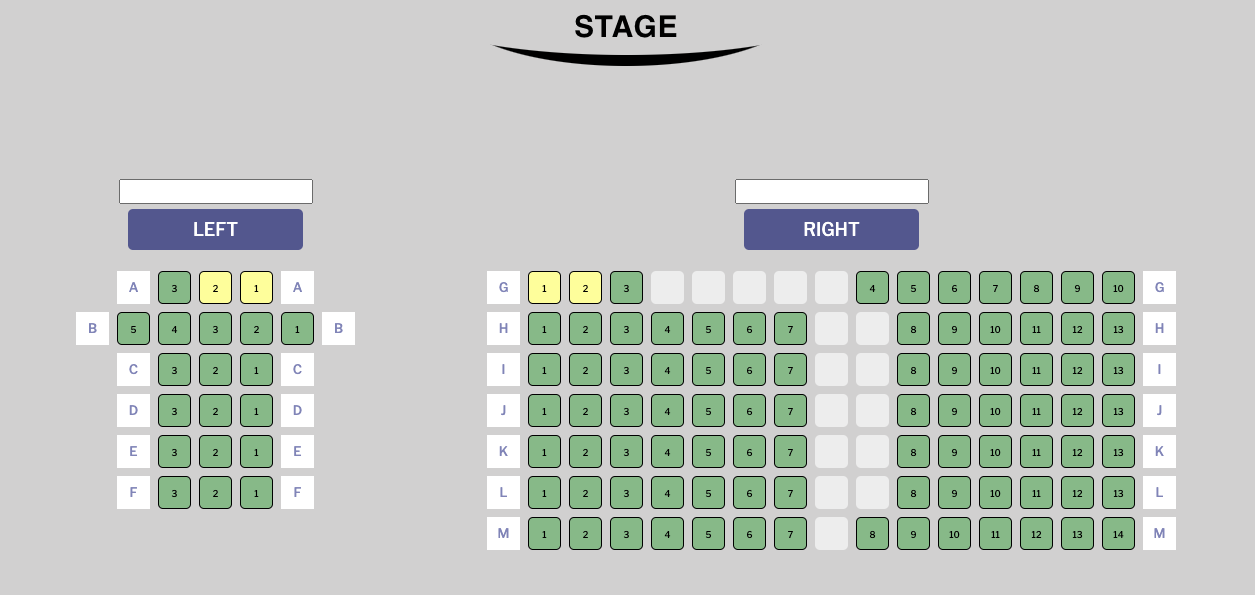 STAGE
LEFT
RIGHT
A 3 2 1 A
B 5 4 3 2 1 B
C 3 2 1 C
D 3 2 1 D
E 3 2 1 E
F 3 2 1 F
G 1 2 3 4 5 6 7 8 9 10 G
H 1 2 3 4 5 6 7 8 9 10 11 12 13 H
I 1 2 3 4 5 6 7 8 9 10 11 12 13 I
J 1 2 3 4 5 6 7 8 9 10 11 12 13 J
K 1 2 3 4 5 6 7 8 9 10 11 12 13 K
L 1 2 3 4 5 6 7 8 9 10 11 12 13 L
M 1 2 3 4 5 6 7 8 9 10 11 12 13 14 M